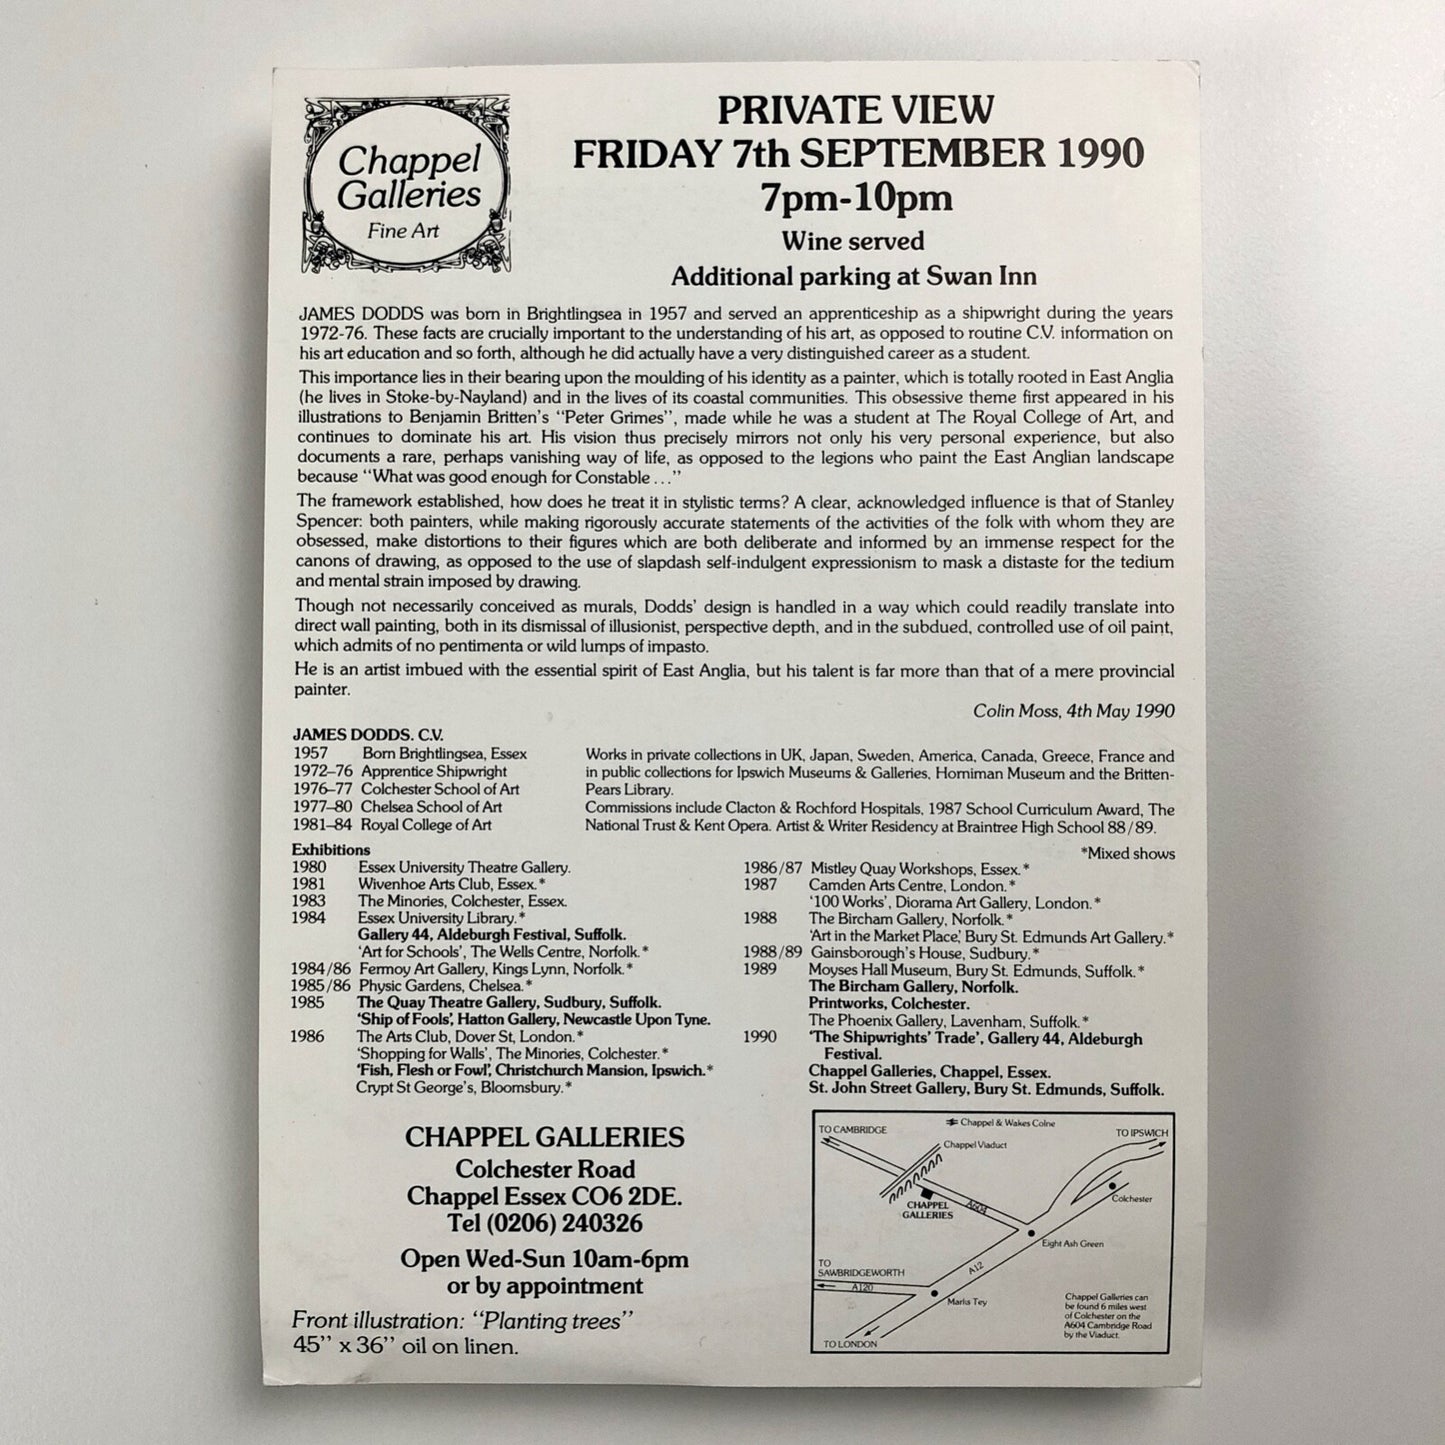 Chappel
Galleries
Fine Art
PRIVATE VIEW
FRIDAY 7th SEPTEMBER 1990
7pm-10pm
Wine served
Additional parking at Swan Inn
JAMES DODDS was born in Brightlingsea in 1957 and served an apprenticeship as a shipwright during the years
1972-76. These facts are crucially important to the understanding of his art, as opposed to routine C.V. information on
his art education and so forth, although he did actually have a very distinguished career as a student.
This importance lies in their bearing upon the moulding of his identity as a painter, which is totally rooted in East Anglia
(he lives in Stoke-by-Nayland) and in the lives of its coastal communities. This obsessive theme first appeared in his
illustrations to Benjamin Britten's "Peter Grimes", made while he was a student at The Royal College of Art, and
continues to dominate his art. His vision thus precisely mirrors not only his very personal experience, but also
documents a rare, perhaps vanishing way of life, as opposed to the legions who paint the East Anglian landscape
because "What was good enough for Constable ..."
The framework established, how does he treat it in stylistic terms? A clear, acknowledged influence is that of Stanley
Spencer: both painters, while making rigorously accurate statements of the activities of the folk with whom they are
obsessed, make distortions to their figures which are both deliberate and informed by an immense respect for the
canons of drawing, as opposed to the use of slapdash self-indulgent expressionism to mask a distaste for the tedium
and mental strain imposed by drawing.
Though not necessarily conceived as murals, Dodds' design is handled in a way which could readily translate into
direct wall painting, both in its dismissal of illusionist, perspective depth, and in the subdued, controlled use of oil paint,
which admits of no pentimenta or wild lumps of impasto.
He is an artist imbued with the essential spirit of East Anglia, but his talent is far more than that of a mere provincial
painter.
Colin Moss, 4th May 1990
JAMES DODDS. C.V.
1957 Born Brightlingsea, Essex
1972–76 Apprentice Shipwright
1976–77 Colchester School of Art
1977–80 Chelsea School of Art
1981–84 Royal College of Art
Works in private collections in UK, Japan, Sweden, America, Canada, Greece, France and
in public collections for Ipswich Museums & Galleries, Horniman Museum and the Britten-
Pears Library.
Commissions include Clacton & Rochford Hospitals, 1987 School Curriculum Award, The
National Trust & Kent Opera. Artist & Writer Residency at Braintree High School 88/89.
Exhibitions
*Mixed shows
1980 Essex University Theatre Gallery.
1981 Wivenhoe Arts Club, Essex.*
1983 The Minories, Colchester, Essex.
1984 Essex University Library.*
Gallery 44, Aldeburgh Festival, Suffolk.
'Art for Schools', The Wells Centre, Norfolk.*
1984/86 Fermoy Art Gallery, Kings Lynn, Norfolk.*
1985/86 Physic Gardens, Chelsea.*
1985 The Quay Theatre Gallery, Sudbury, Suffolk.
'Ship of Fools', Hatton Gallery, Newcastle Upon Tyne.
1986 The Arts Club, Dover St, London.*
'Shopping for Walls', The Minories, Colchester.*
'Fish, Flesh or Fowl', Christchurch Mansion, Ipswich.*
Crypt St George's, Bloomsbury.*
1986/87 Mistley Quay Workshops, Essex.*
1987 Camden Arts Centre, London.*
'100 Works', Diorama Art Gallery, London.*
1988 The Bircham Gallery, Norfolk.*
'Art in the Market Place', Bury St. Edmunds Art Gallery.*
1988/89 Gainsborough's House, Sudbury.*
1989 Moyses Hall Museum, Bury St. Edmunds, Suffolk.*
The Bircham Gallery, Norfolk.
Printworks, Colchester.
The Phoenix Gallery, Lavenham, Suffolk.*
1990 'The Shipwrights' Trade', Gallery 44, Aldeburgh
Festival.
Chappel Galleries, Chappel, Essex.
St. John Street Gallery, Bury St. Edmunds, Suffolk.
CHAPPEL GALLERIES
Colchester Road
Chappel Essex CO6 2DE.
Tel (0206) 240326
Open Wed-Sun 10am-6pm
or by appointment
Front illustration: "Planting trees"
45" x 36" oil on linen.
Chappel & Wakes Colne
TO CAMBRIDGE
TO IPSWICH
Chappel Viaduct
Colchester
CHAPPEL
GALLERIES
A604
Eight Ash Green
TO
SAWBRIDGEWORTH
A12
A120
Marks Tey
TO LONDON
Chappel Galleries can
be found 6 miles west
of Colchester on the
A604 Cambridge Road
by the Viaduct.